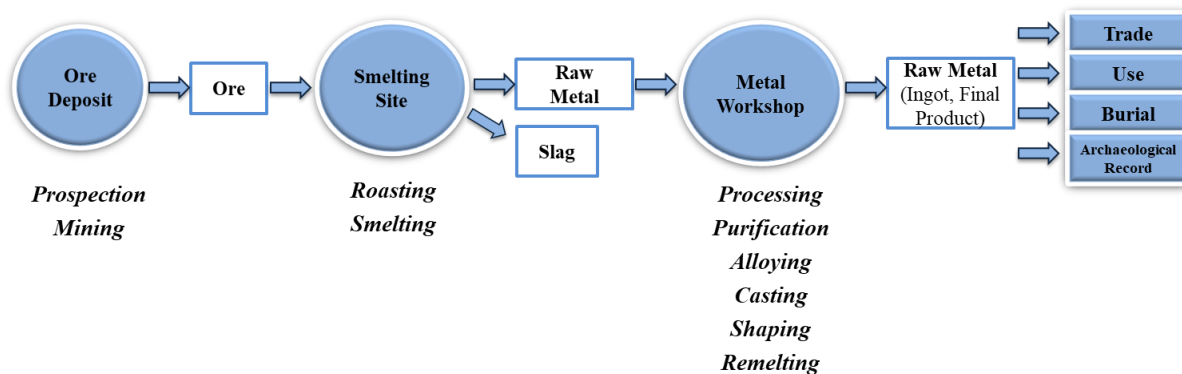 Ore
Deposit
Prospection
Mining
Ore
Smelting
Site
Roasting
Smelting
Raw
Metal
Slag
Metal
Workshop
Processing
Purification
Alloying
Casting
Shaping
Remelting
Raw Metal
(Ingot, Final
Product)
Trade
Use
Burial
Archaeological
Record